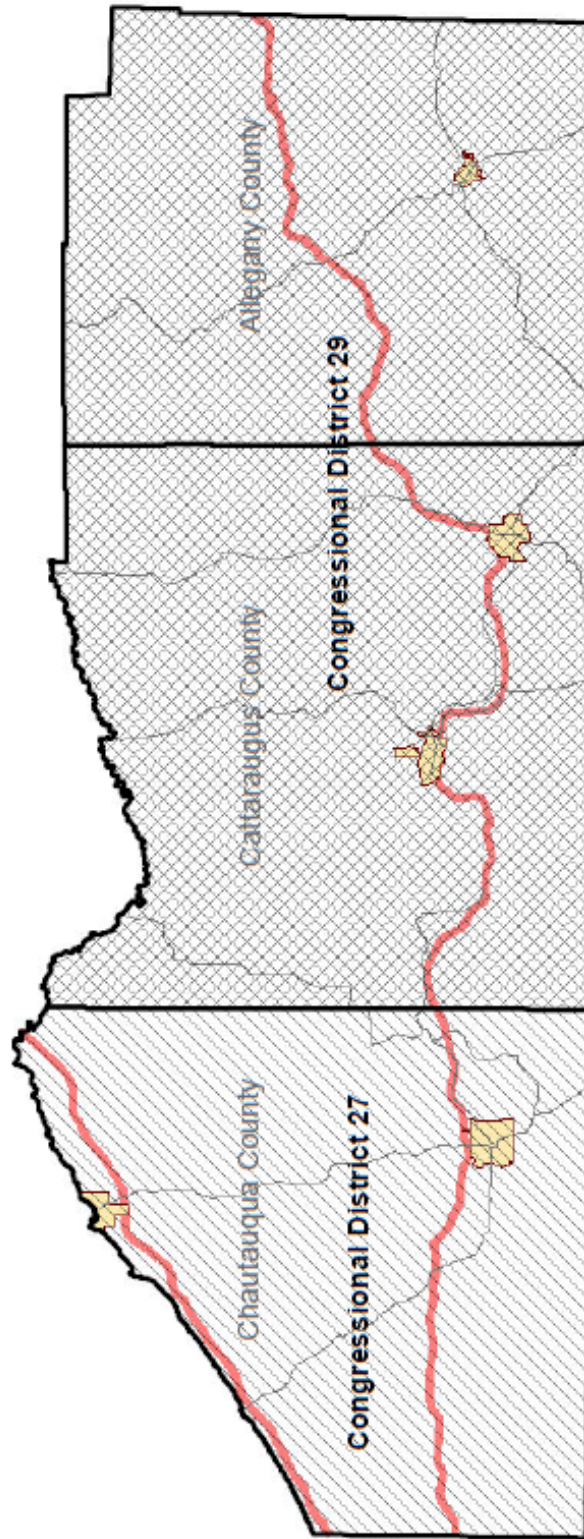 Chautauqua County
Cattaraugus County
Allegany County
Congressional District 27
Congressional District 29